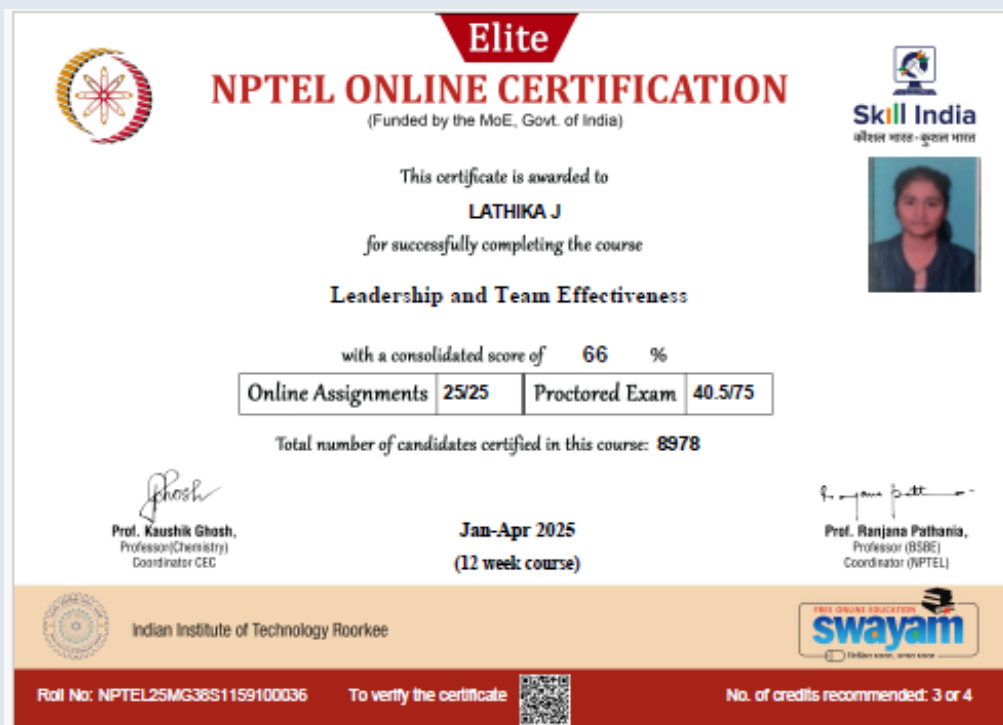 Elite
NPTEL ONLINE CERTIFICATION
(Funded by the MoE, Govt. of India)
Skill India
कौशल भारत - कुशल भारत
This certificate is awarded to
LATHIKA J
for successfully completing the course
Leadership and Team Effectiveness
with a consolidated score of 66 %
Online Assignments 25/25 Proctored Exam 40.5/75
Total number of candidates certified in this course: 8978
Prof. Kaushik Ghosh,
Professor(Chemistry)
Coordinator CEC
Jan-Apr 2025
(12 week course)
Prof. Ranjana Pathania,
Professor (BSBE)
Coordinator (NPTEL)
Indian Institute of Technology Roorkee
FREE ONLINE EDUCATION
swayam
Roll No: NPTEL25MG38S1159100036 To verify the certificate No. of credits recommended: 3 or 4